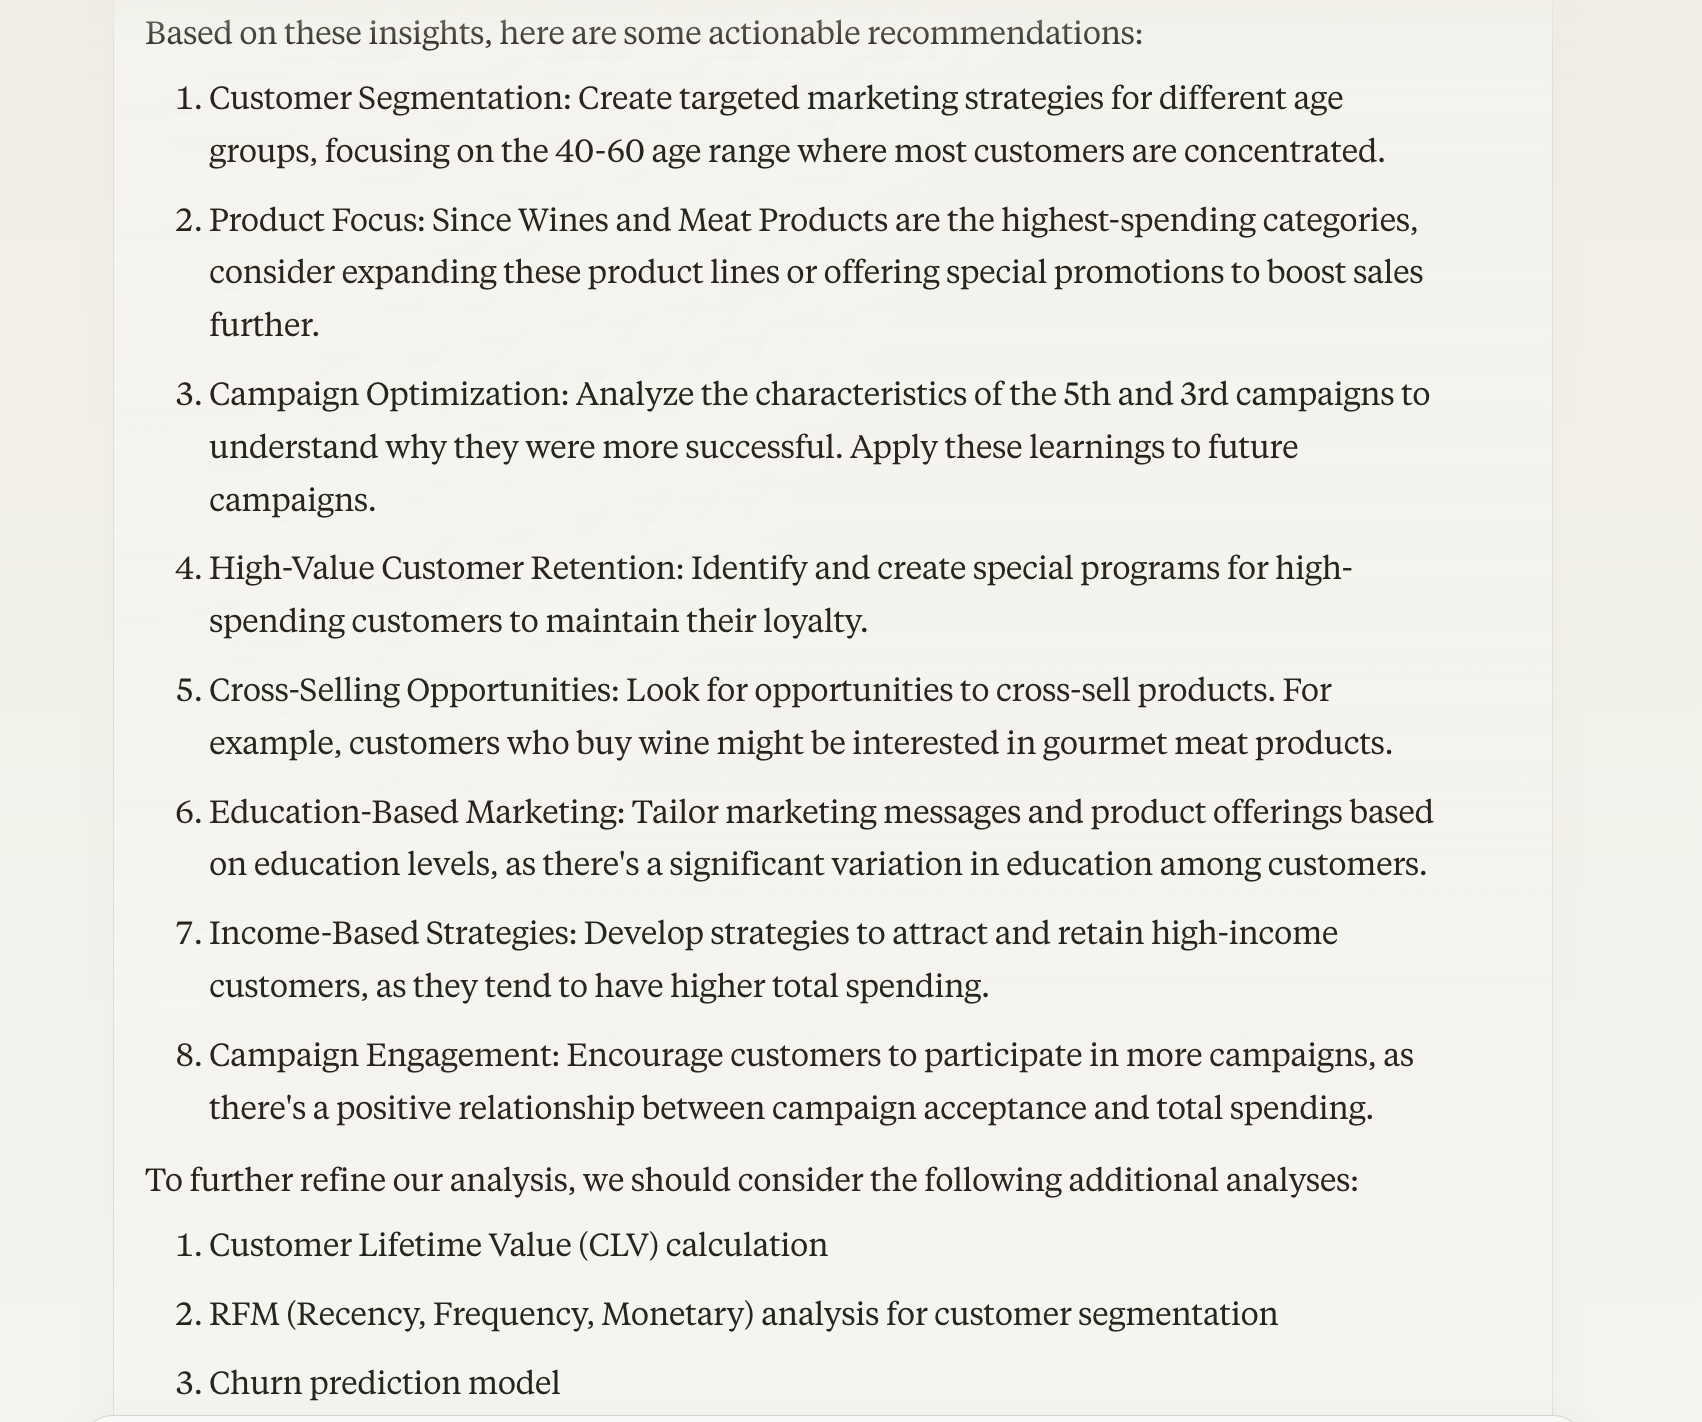 Based on these insights, here are some actionable recommendations:
1. Customer Segmentation: Create targeted marketing strategies for different age
groups, focusing on the 40-60 age range where most customers are concentrated.
2. Product Focus: Since Wines and Meat Products are the highest-spending categories,
consider expanding these product lines or offering special promotions to boost sales
further.
3. Campaign Optimization: Analyze the characteristics of the 5th and 3rd campaigns to
understand why they were more successful. Apply these learnings to future
campaigns.
4. High-Value Customer Retention: Identify and create special programs for high-
spending customers to maintain their loyalty.
5. Cross-Selling Opportunities: Look for opportunities to cross-sell products. For
example, customers who buy wine might be interested in gourmet meat products.
6. Education-Based Marketing: Tailor marketing messages and product offerings based
on education levels, as there's a significant variation in education among customers.
7. Income-Based Strategies: Develop strategies to attract and retain high-income
customers, as they tend to have higher total spending.
8. Campaign Engagement: Encourage customers to participate in more campaigns, as
there's a positive relationship between campaign acceptance and total spending.
To further refine our analysis, we should consider the following additional analyses:
1. Customer Lifetime Value (CLV) calculation
2. RFM (Recency, Frequency, Monetary) analysis for customer segmentation
3. Churn prediction model